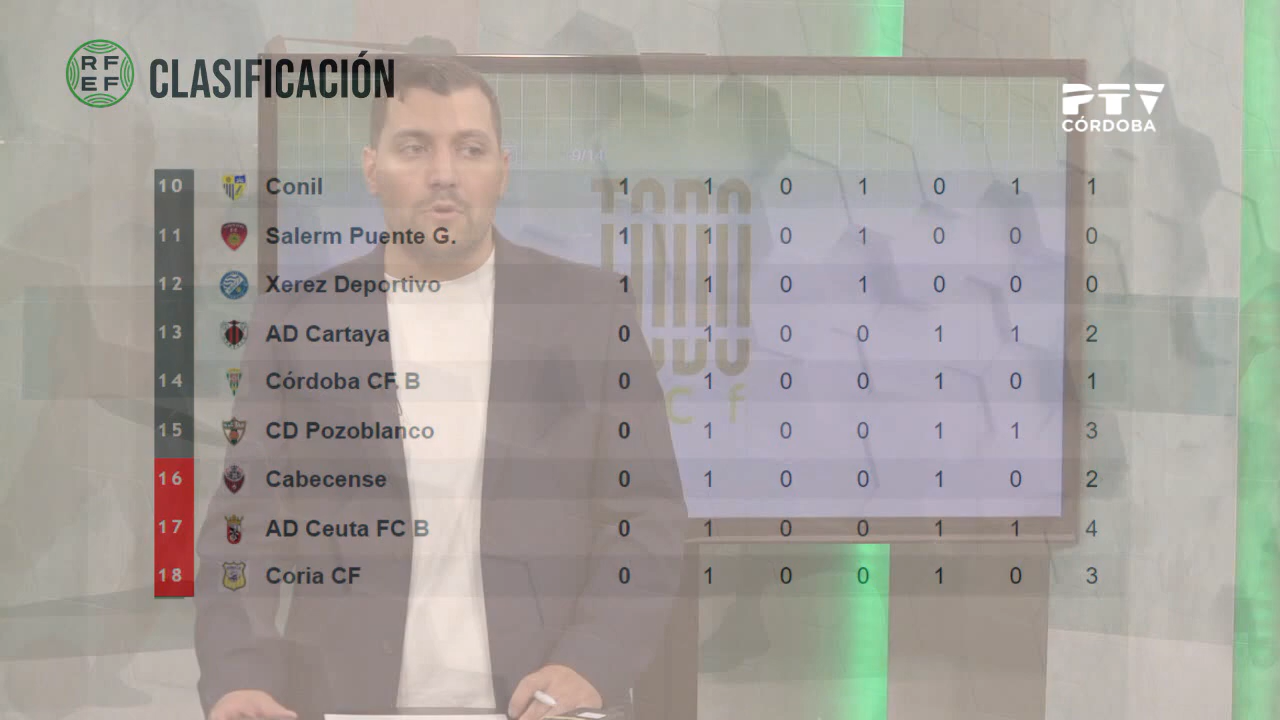 RF
EF
CLASIFICACIÓN
PTV
CÓRDOBA
TODO
10 Conil 1 1 0 1 0 1 1
11 Salerm Puente G. 1 1 0 1 0 0 0
12 Xerez Deportivo 1 1 0 1 0 0 0
13 AD Cartaya 0 1 0 0 1 1 2
14 Córdoba CF B 0 1 0 0 1 0 1
15 CD Pozoblanco 0 1 0 0 1 1 3
16 Cabecense 0 1 0 0 1 0 2
17 AD Ceuta FC B 0 1 0 0 1 1 4
18 Coria CF 0 1 0 0 1 0 3